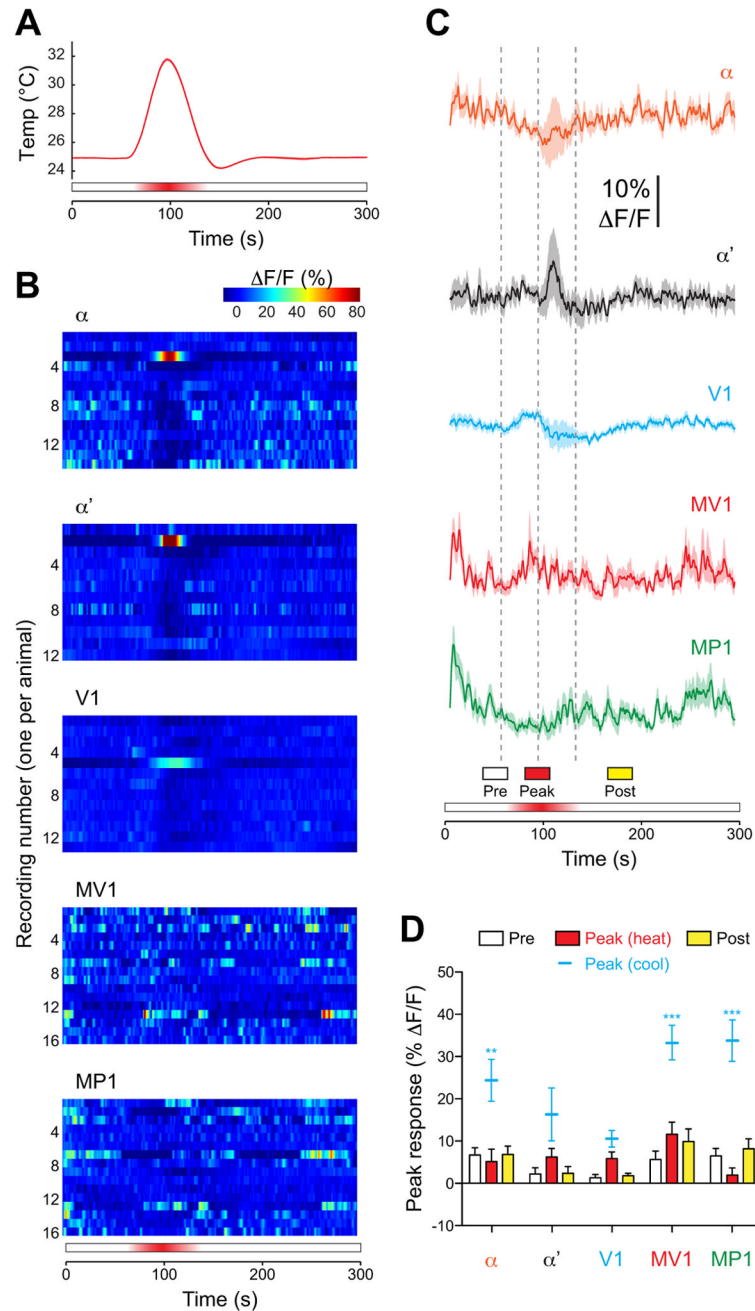 A
Temp (°C)
32
30
28
26
24
0
100
200
300
Time (s)
B
ΔF/F (%)
0 20 40 60 80
α
4
8
12
α’
4
8
12
V1
4
8
12
MV1
4
8
12
16
MP1
4
8
12
16
Recording number (one per animal)
0 100 200 300
Time (s)
C
α
10%
ΔF/F
α’
V1
MV1
MP1
Pre Peak Post
0 100 200 300
Time (s)
D
Pre Peak (heat) Post
Peak (cool)
Peak response (% ΔF/F)
50
40
30
20
10
0
-10
**
***
***
α α’ V1 MV1 MP1